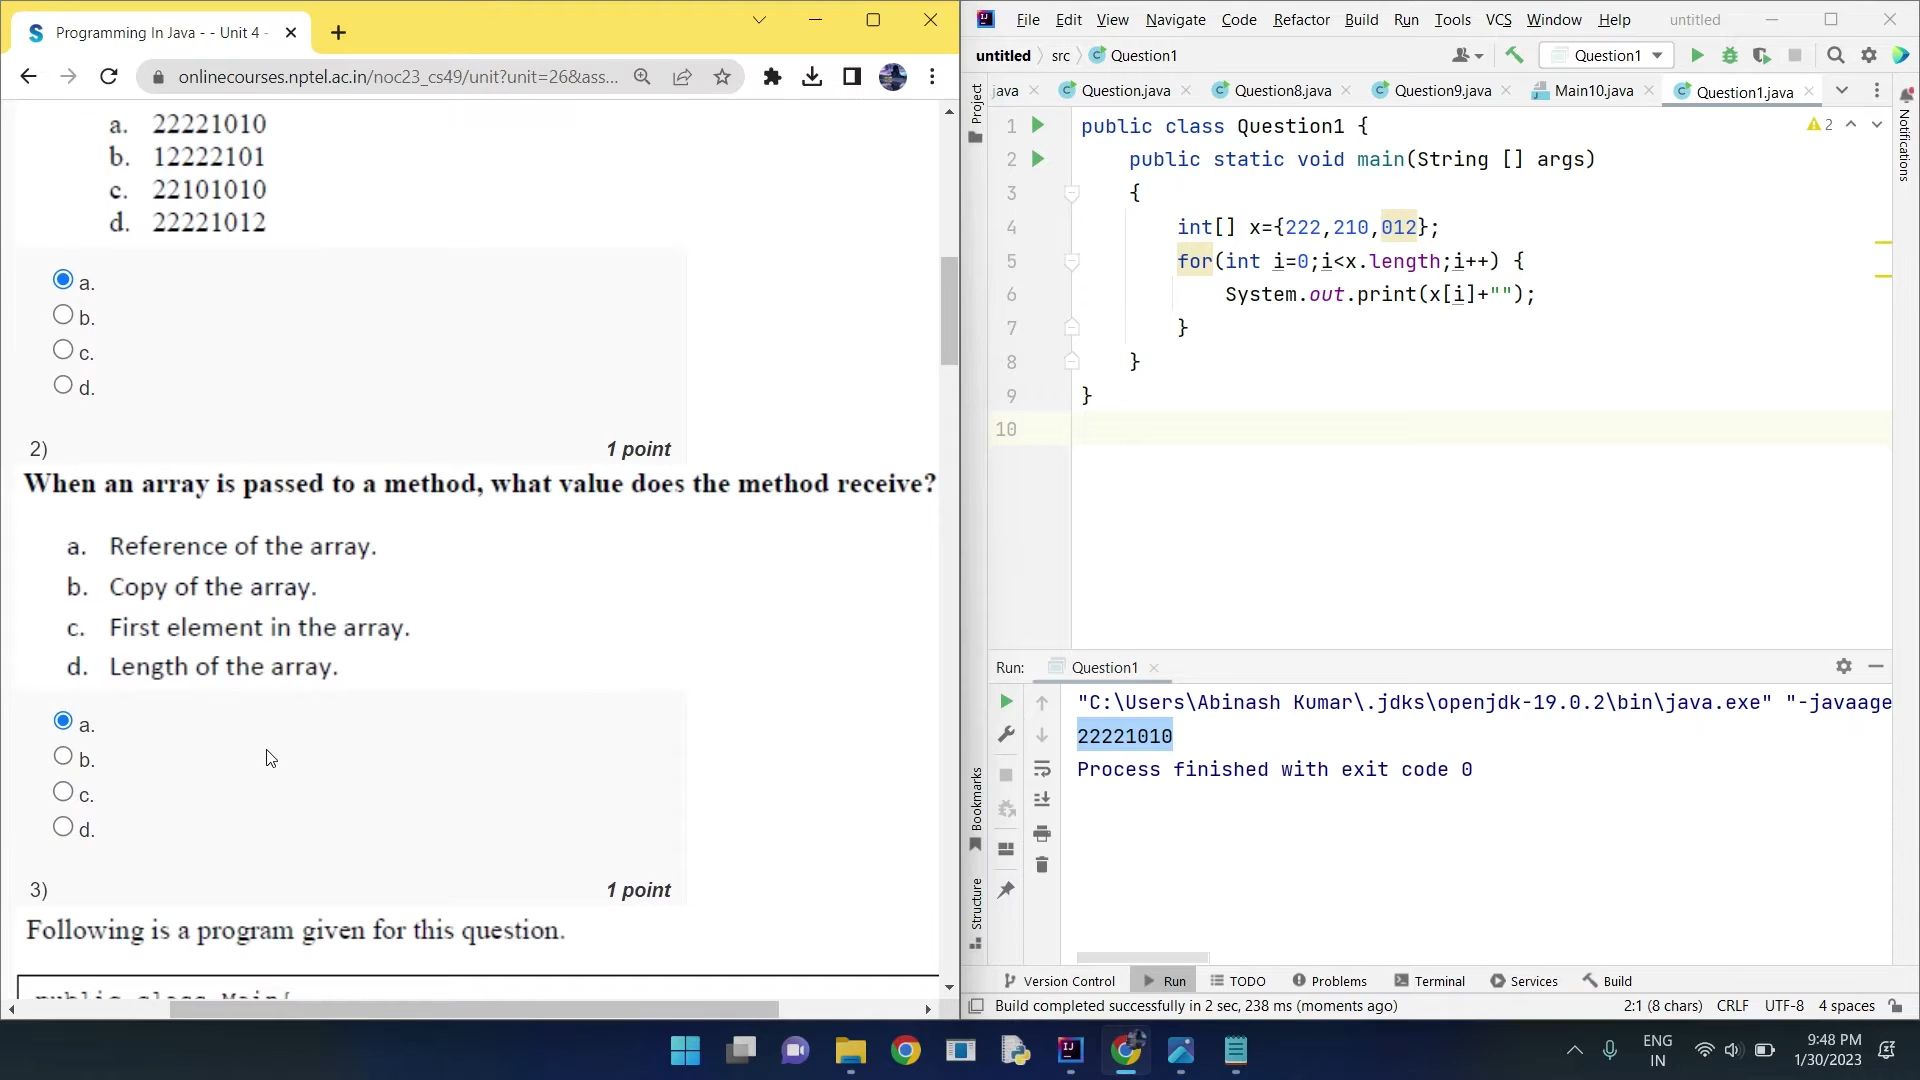 Programming In Java - - Unit 4 -
onlinecourses.nptel.ac.in/noc23_cs49/unit?unit=26&ass...
a. 22221010
b. 12222101
c. 22101010
d. 22221012
a.
b.
c.
d.
2) 1 point
When an array is passed to a method, what value does the method receive?
a. Reference of the array.
b. Copy of the array.
c. First element in the array.
d. Length of the array.
a.
b.
c.
d.
3) 1 point
Following is a program given for this question.
public class Main{
File Edit View Navigate Code Refactor Build Run Tools VCS Window Help untitled
untitled src Question1 Question1
java Question.java Question8.java Question9.java Main10.java Question1.java
Project
Notifications
2
1 public class Question1 {
2 public static void main(String [] args)
3 {
4 int[] x={222,210,012};
5 for(int i=0;i<x.length;i++) {
6 System.out.print(x[i]+"");
7 }
8 }
9 }
10
Run: Question1
"C:\Users\Abinash Kumar\.jdks\openjdk-19.0.2\bin\java.exe" "-javaage
22221010
Process finished with exit code 0
Bookmarks
Structure
Version Control Run TODO Problems Terminal Services Build
Build completed successfully in 2 sec, 238 ms (moments ago) 2:1 (8 chars) CRLF UTF-8 4 spaces
ENG
IN
9:48 PM
1/30/2023